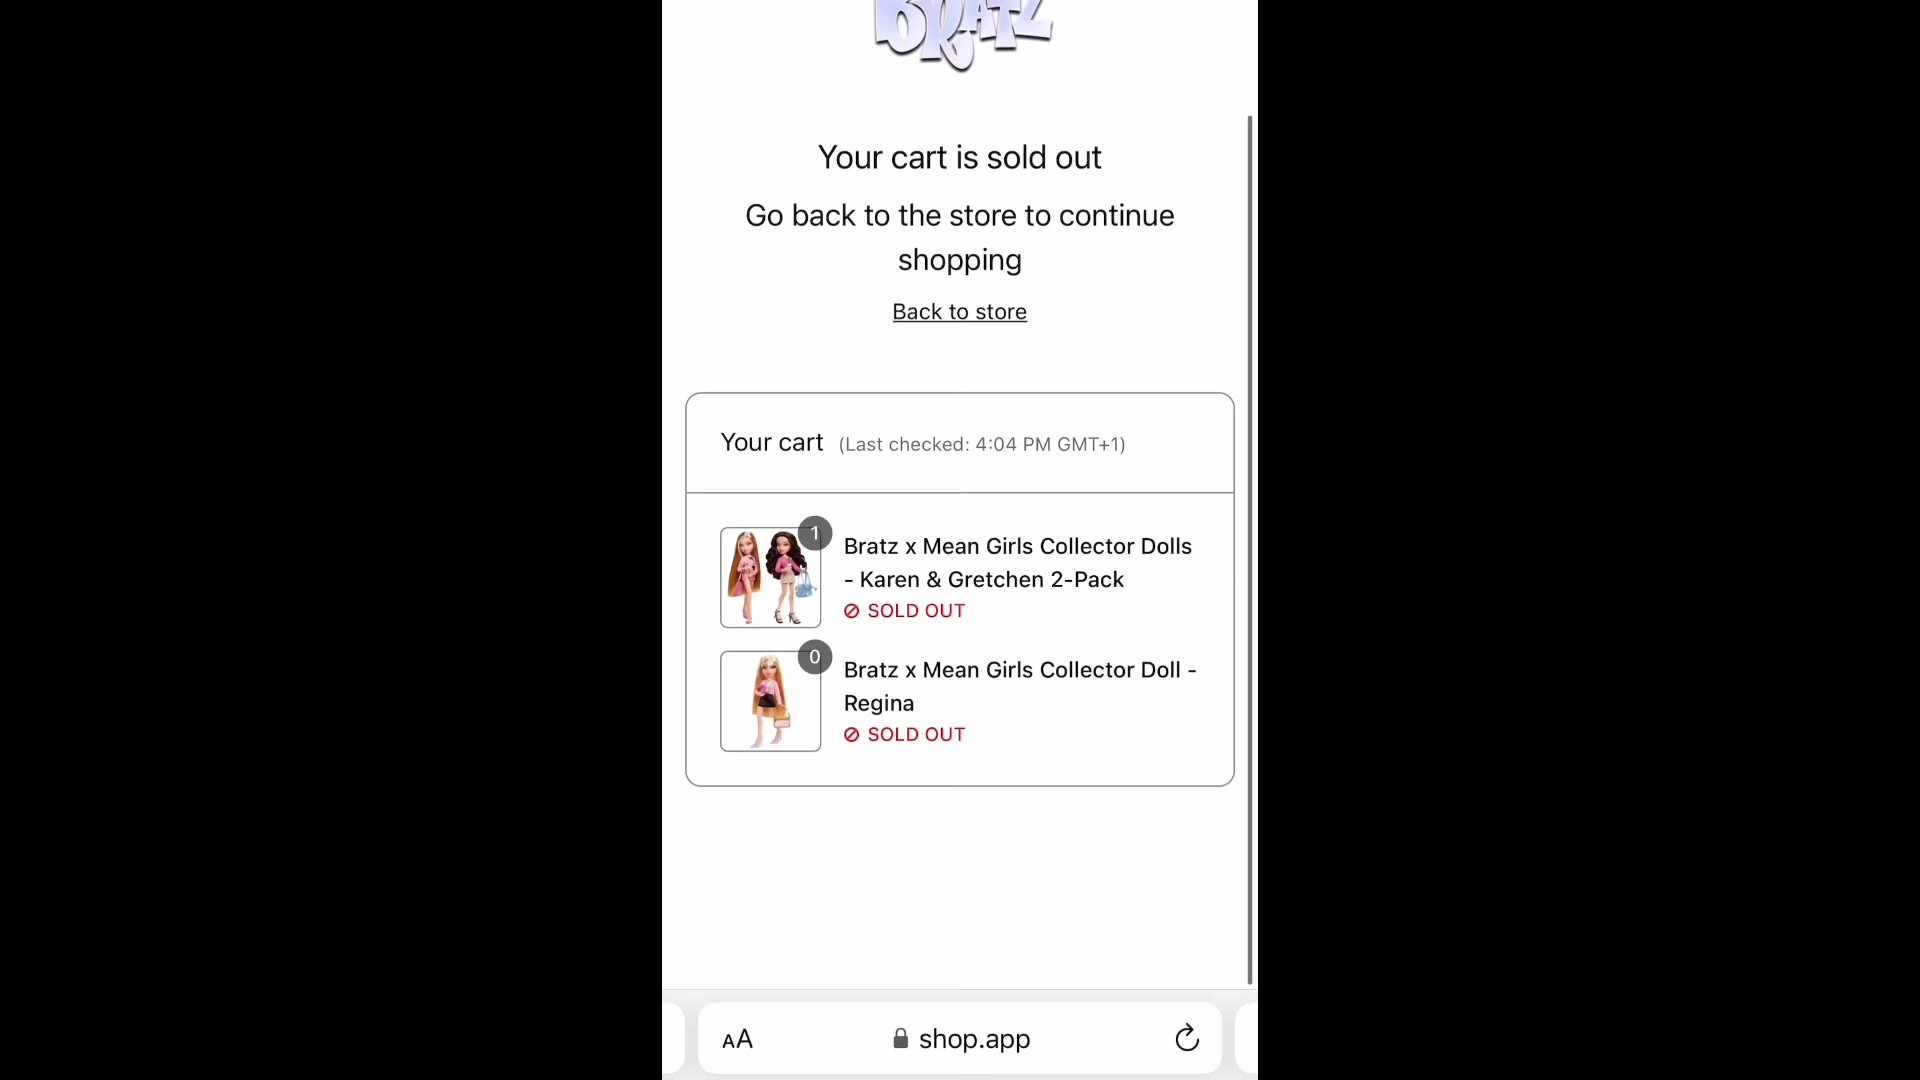 BRATZ
Your cart is sold out
Go back to the store to continue
shopping
Back to store
Your cart (Last checked: 4:04 PM GMT+1)
1
Bratz x Mean Girls Collector Dolls
- Karen & Gretchen 2-Pack
SOLD OUT
0
Bratz x Mean Girls Collector Doll -
Regina
SOLD OUT
AA shop.app